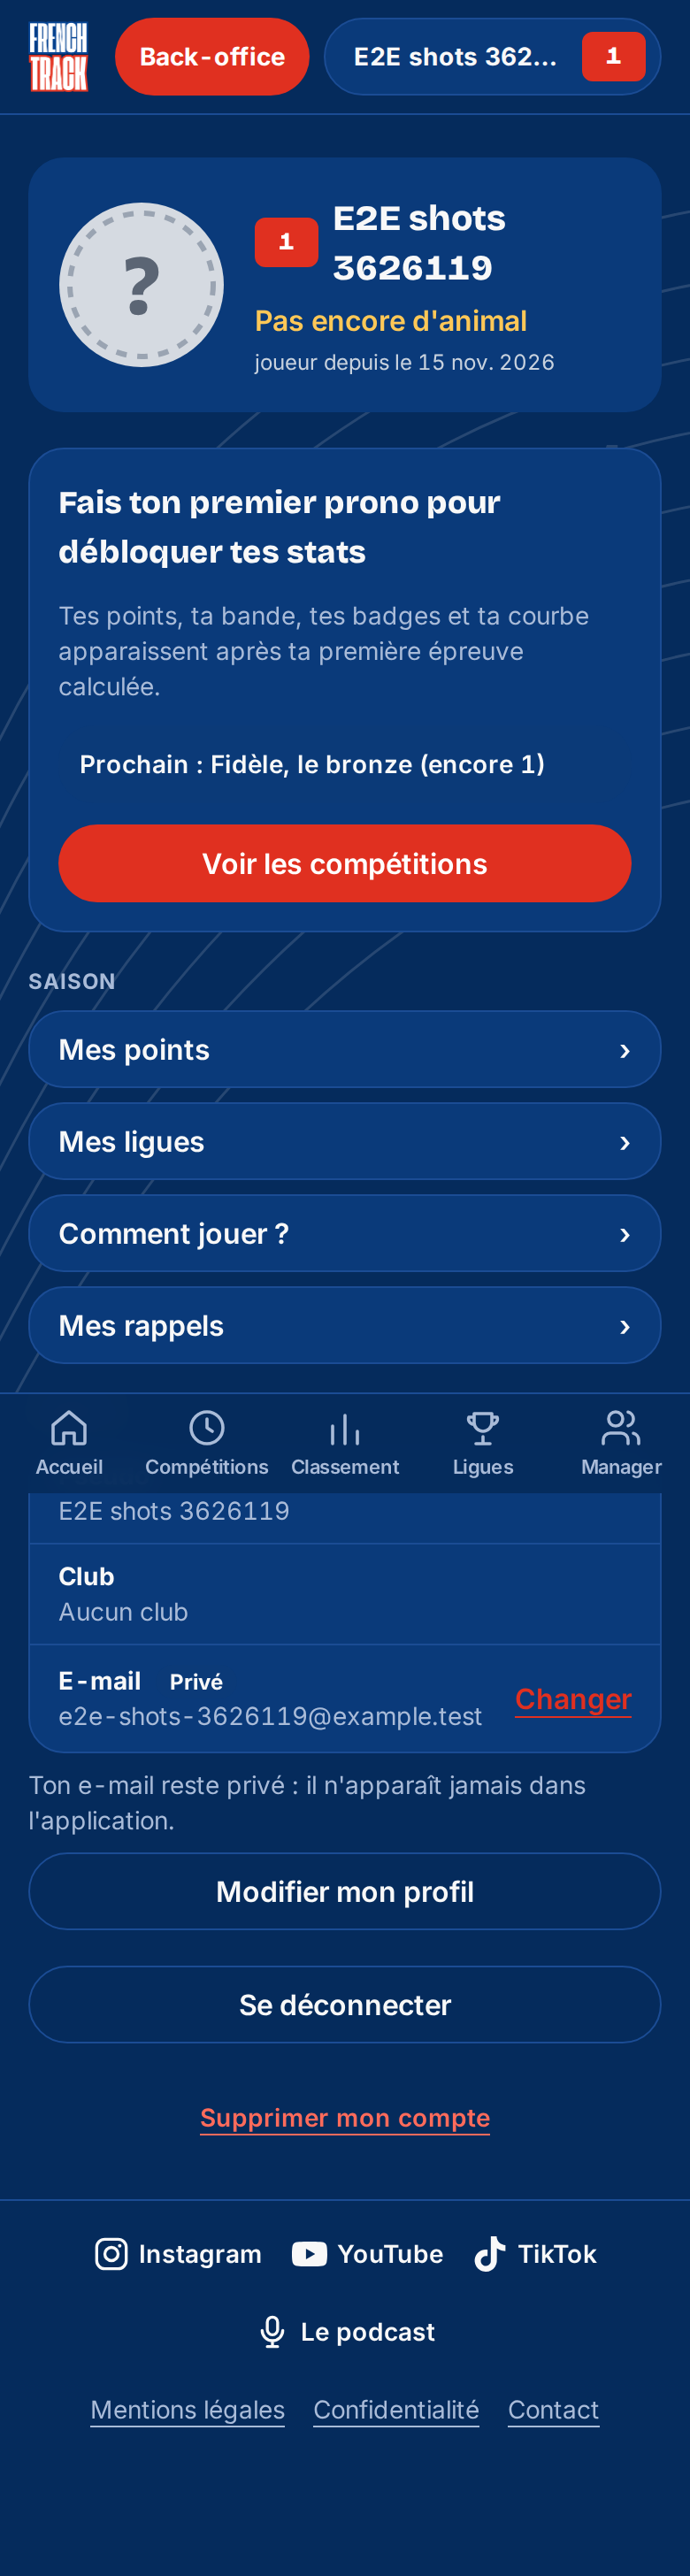 FRENCH
TRACK
Back-office
E2E shots 362...
1
?
1
E2E shots
3626119
Pas encore d'animal
joueur depuis le 15 nov. 2026
Fais ton premier prono pour
débloquer tes stats
Tes points, ta bande, tes badges et ta courbe
apparaissent après ta première épreuve
calculée.
Prochain : Fidèle, le bronze (encore 1)
Voir les compétitions
SAISON
Mes points ›
Mes ligues ›
Comment jouer ? ›
Mes rappels ›
Accueil
Compétitions
Classement
Ligues
Manager
E2E shots 3626119
Club
Aucun club
E-mail Privé
e2e-shots-3626119@example.test
Changer
Ton e-mail reste privé : il n'apparaît jamais dans
l'application.
Modifier mon profil
Se déconnecter
Supprimer mon compte
Instagram
YouTube
TikTok
Le podcast
Mentions légales
Confidentialité
Contact